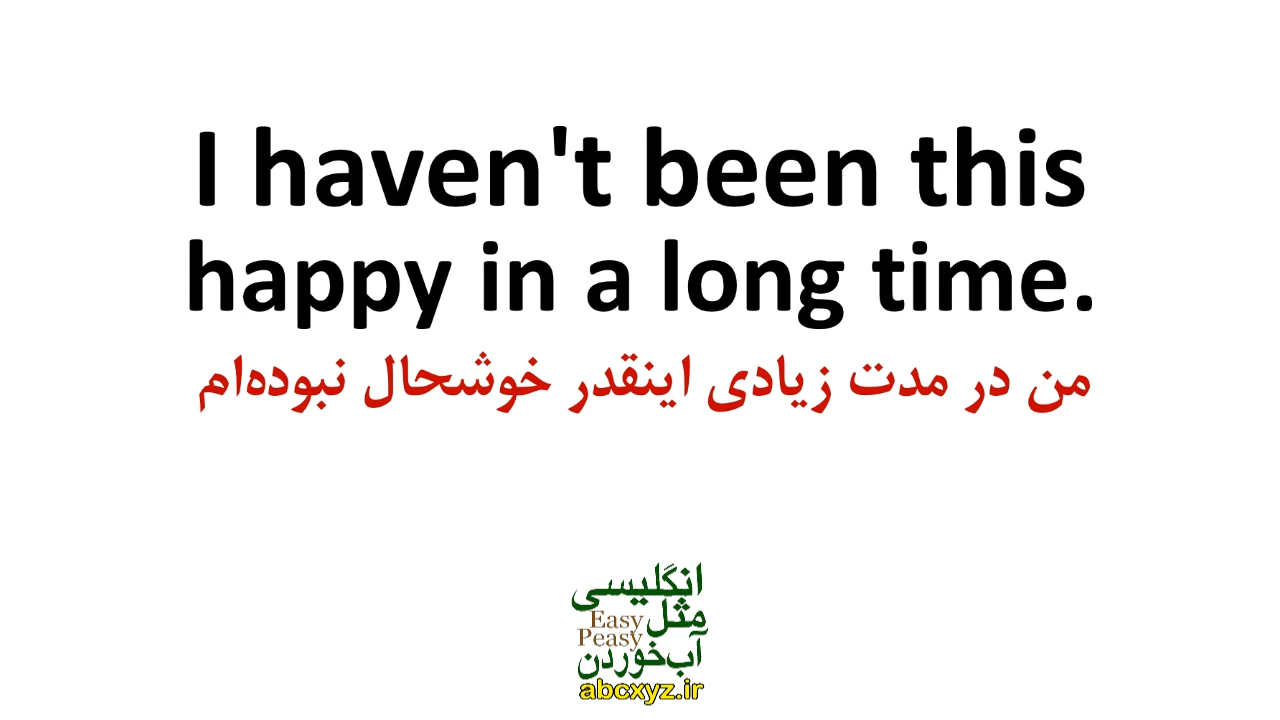 I haven't been this
happy in a long time.
من در مدت زیادی اینقدر خوشحال نبوده‌ام
انگلیسی
مثل
Easy
Peasy
آب‌خوردن
abcxyz.ir